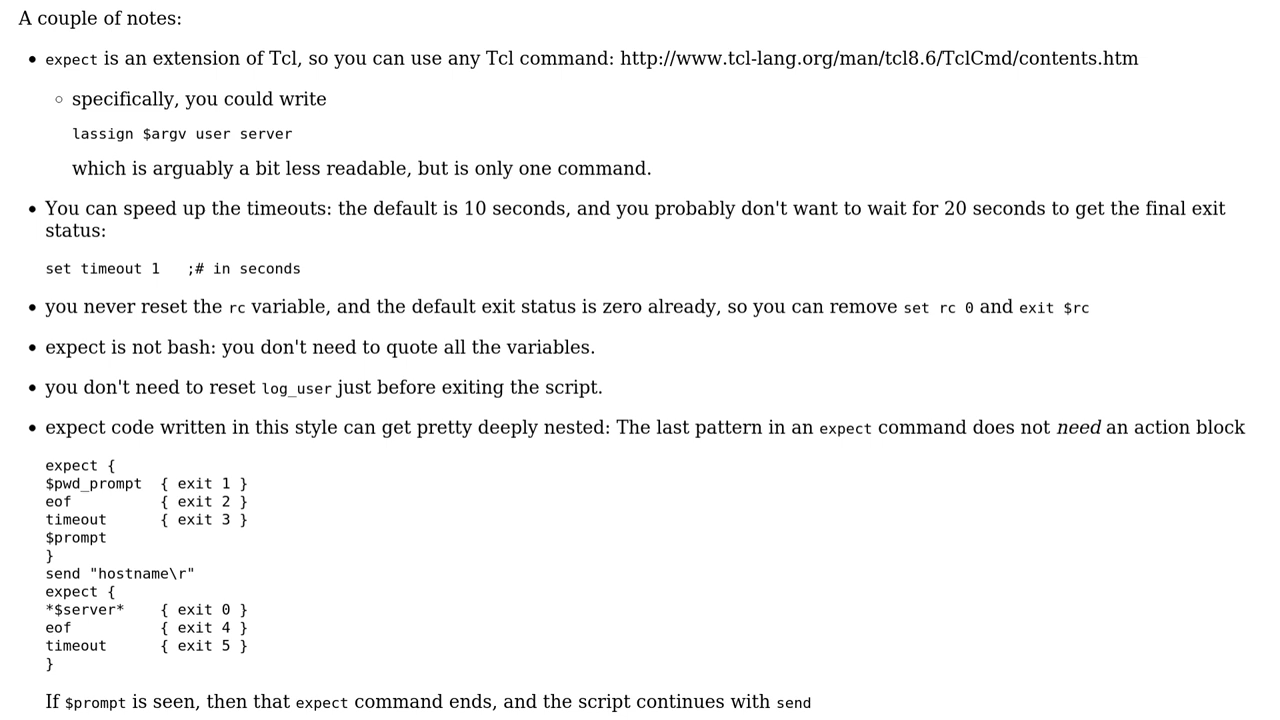 A couple of notes:
• expect is an extension of Tcl, so you can use any Tcl command: http://www.tcl-lang.org/man/tcl8.6/TclCmd/contents.htm
◦ specifically, you could write
lassign $argv user server
which is arguably a bit less readable, but is only one command.
• You can speed up the timeouts: the default is 10 seconds, and you probably don't want to wait for 20 seconds to get the final exit
status:
set timeout 1   ;# in seconds
• you never reset the rc variable, and the default exit status is zero already, so you can remove set rc 0 and exit $rc
• expect is not bash: you don't need to quote all the variables.
• you don't need to reset log_user just before exiting the script.
• expect code written in this style can get pretty deeply nested: The last pattern in an expect command does not need an action block
expect {
$pwd_prompt  { exit 1 }
eof          { exit 2 }
timeout      { exit 3 }
$prompt
}
send "hostname\r"
expect {
*$server*    { exit 0 }
eof          { exit 4 }
timeout      { exit 5 }
}
If $prompt is seen, then that expect command ends, and the script continues with send